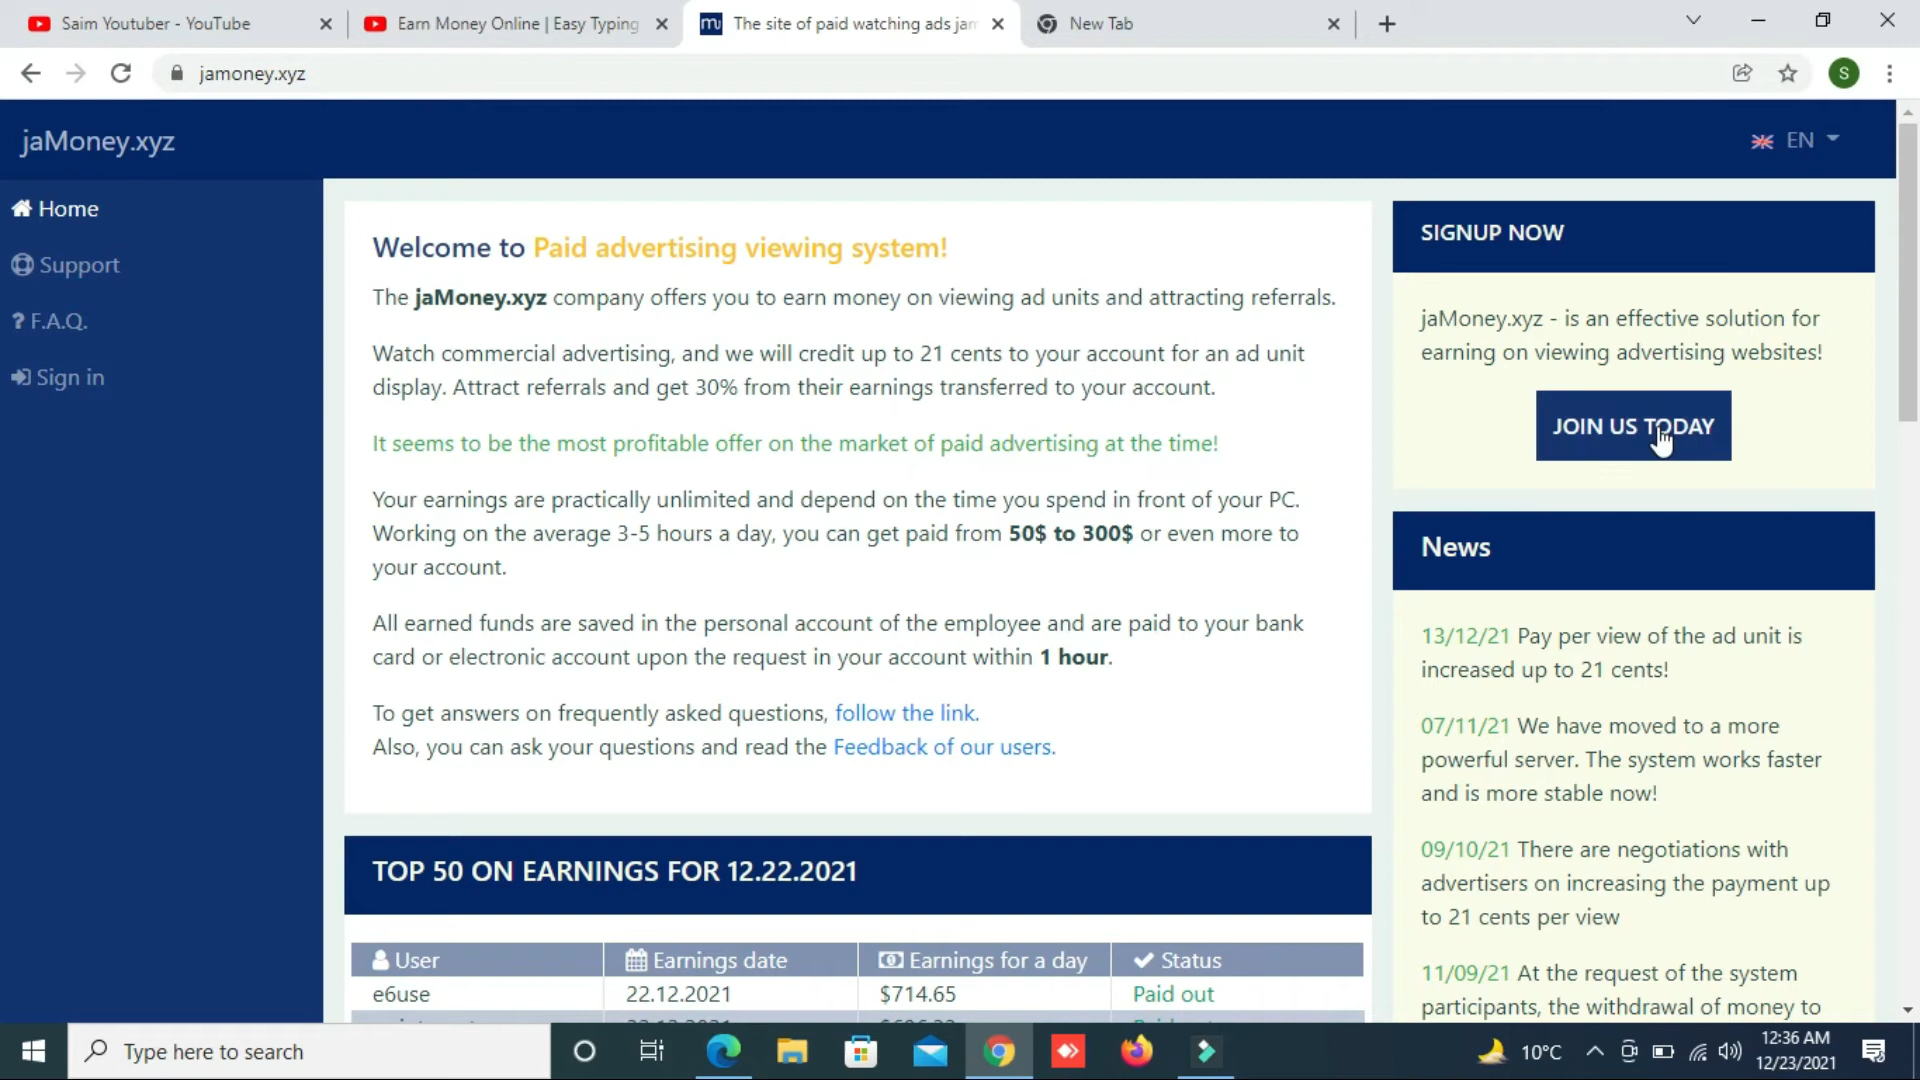 Saim Youtuber - YouTube
Earn Money Online | Easy Typing
The site of paid watching ads jam
New Tab
jamoney.xyz
S
jaMoney.xyz
EN
Home
Support
? F.A.Q.
Sign in
Welcome to Paid advertising viewing system!
The jaMoney.xyz company offers you to earn money on viewing ad units and attracting referrals.
Watch commercial advertising, and we will credit up to 21 cents to your account for an ad unit
display. Attract referrals and get 30% from their earnings transferred to your account.
It seems to be the most profitable offer on the market of paid advertising at the time!
Your earnings are practically unlimited and depend on the time you spend in front of your PC.
Working on the average 3-5 hours a day, you can get paid from 50$ to 300$ or even more to
your account.
All earned funds are saved in the personal account of the employee and are paid to your bank
card or electronic account upon the request in your account within 1 hour.
To get answers on frequently asked questions, follow the link.
Also, you can ask your questions and read the Feedback of our users.
TOP 50 ON EARNINGS FOR 12.22.2021
User Earnings date Earnings for a day Status
e6use 22.12.2021 $714.65 Paid out
SIGNUP NOW
jaMoney.xyz - is an effective solution for
earning on viewing advertising websites!
JOIN US TODAY
News
13/12/21 Pay per view of the ad unit is
increased up to 21 cents!
07/11/21 We have moved to a more
powerful server. The system works faster
and is more stable now!
09/10/21 There are negotiations with
advertisers on increasing the payment up
to 21 cents per view
11/09/21 At the request of the system
participants, the withdrawal of money to
Type here to search
10°C
12:36 AM
12/23/2021